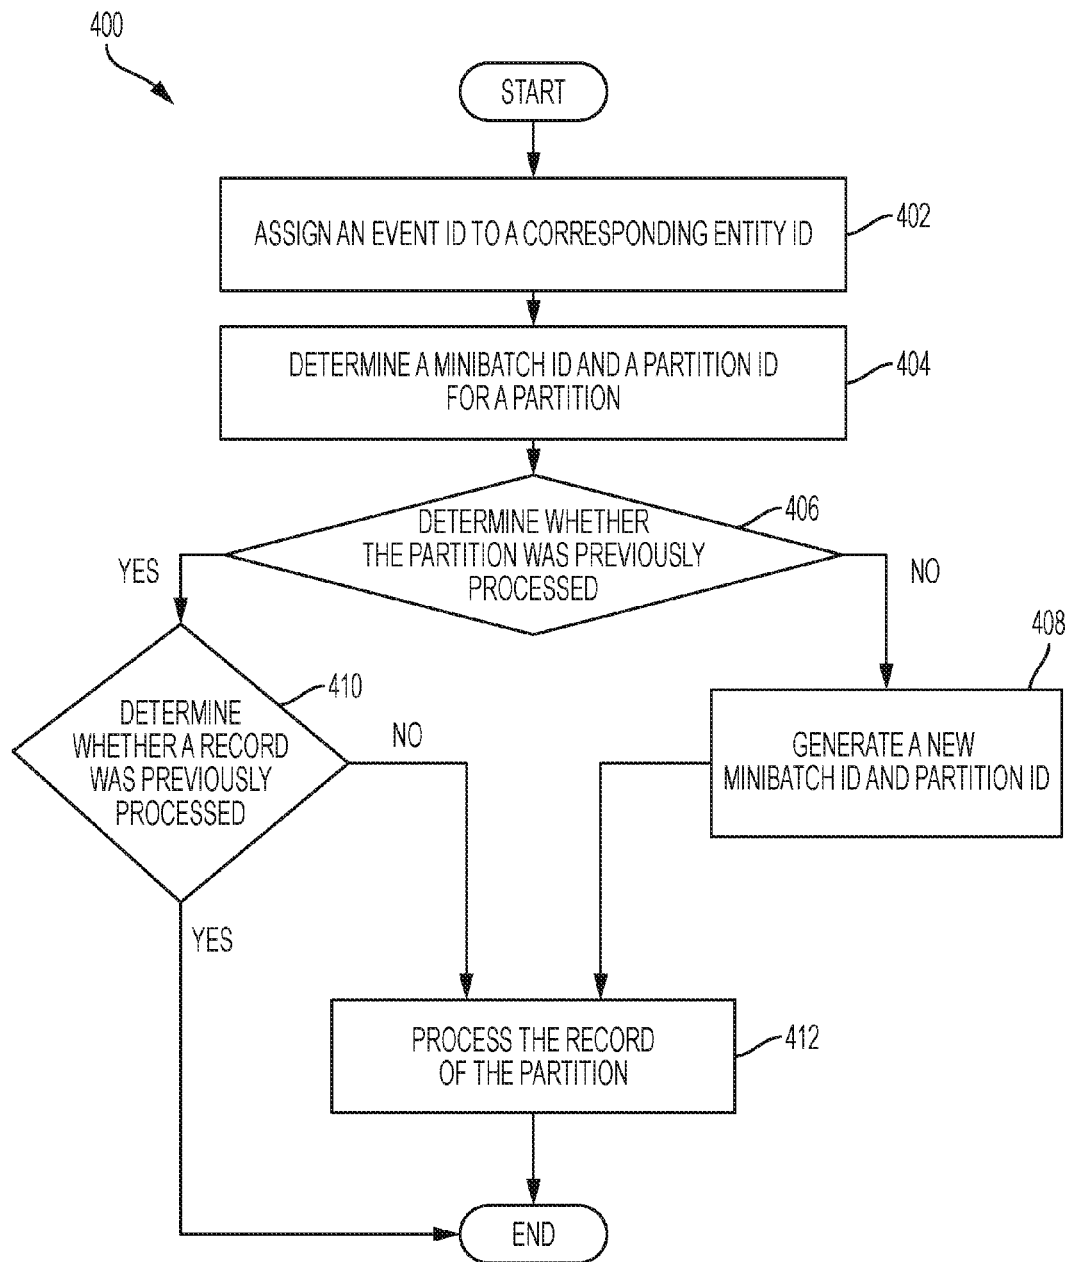 400
START
ASSIGN AN EVENT ID TO A CORRESPONDING ENTITY ID
402
DETERMINE A MINIBATCH ID AND A PARTITION ID
FOR A PARTITION
404
DETERMINE WHETHER
THE PARTITION WAS PREVIOUSLY
PROCESSED
406
YES
NO
408
GENERATE A NEW
MINIBATCH ID AND PARTITION ID
410
DETERMINE
WHETHER A RECORD
WAS PREVIOUSLY
PROCESSED
NO
YES
PROCESS THE RECORD
OF THE PARTITION
412
END